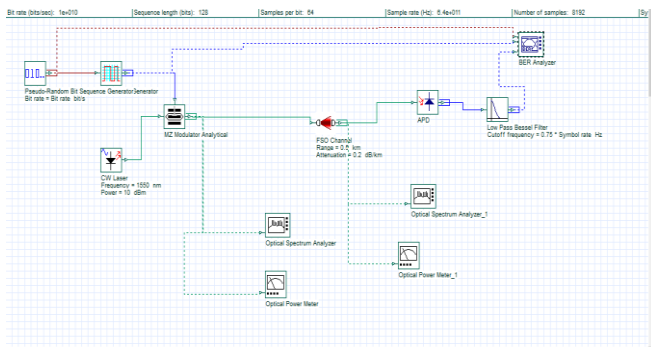 Bit rate (bits/sec): 1e+010 Sequence length (bits): 128 Samples per bit: 64 Sample rate (Hz): 6.4e+011 Number of samples: 8192 Sy
BER Analyzer
010...
Pseudo-Random Bit Sequence Generator
Bit rate = Bit rate bit/s
MZ Modulator Analytical
APD
Low Pass Bessel Filter
Cutoff frequency = 0.75 * Symbol rate Hz
FSO Channel
Range = 0.5 km
Attenuation = 0.2 dB/km
CW Laser
Frequency = 1550 nm
Power = 10 dBm
Optical Spectrum Analyzer_1
Optical Spectrum Analyzer
Optical Power Meter_1
Optical Power Meter